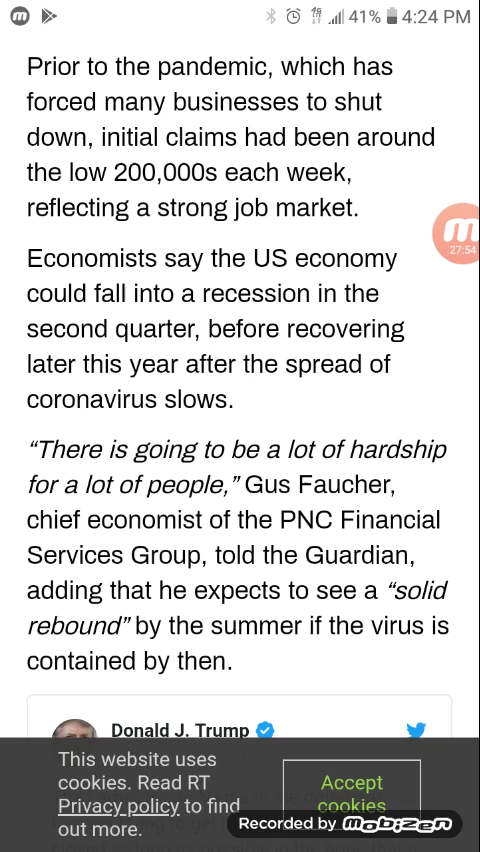 41% 4:24 PM
Prior to the pandemic, which has
forced many businesses to shut
down, initial claims had been around
the low 200,000s each week,
reflecting a strong job market.
27:54
Economists say the US economy
could fall into a recession in the
second quarter, before recovering
later this year after the spread of
coronavirus slows.
“There is going to be a lot of hardship
for a lot of people,” Gus Faucher,
chief economist of the PNC Financial
Services Group, told the Guardian,
adding that he expects to see a “solid
rebound” by the summer if the virus is
contained by then.
Donald J. Trump
This website uses
cookies. Read RT
Privacy policy to find
out more.
Accept
cookies
Recorded by mobizen